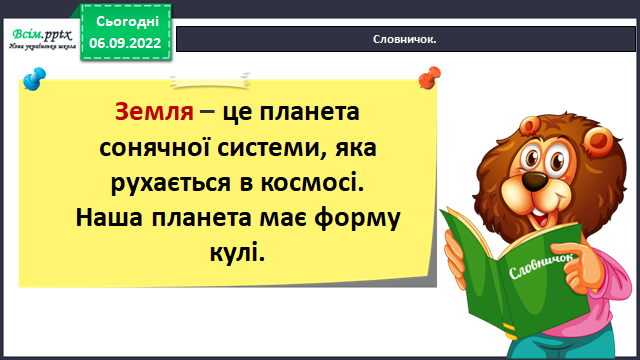 Всім.pptx
Нова українська школа
Сьогодні
06.09.2022
Словничок.
Земля – це планета
сонячної системи, яка
рухається в космосі.
Наша планета має форму
кулі.
Словничок